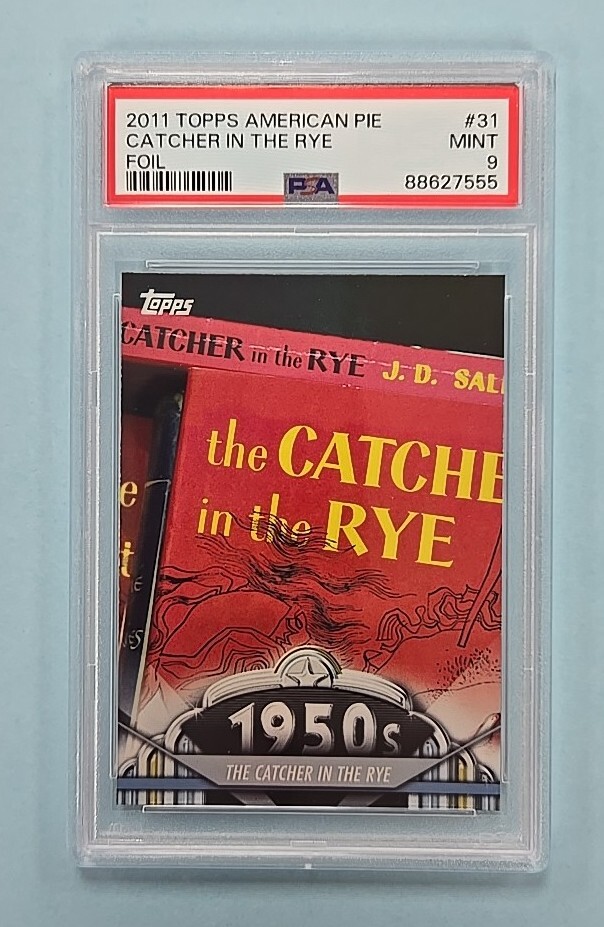 2011 TOPPS AMERICAN PIE #31
CATCHER IN THE RYE MINT
FOIL 9
PSA 88627555
topps
CATCHER in the RYE J. D. SAL
the CATCHE
in the RYE
e
t
1950s
THE CATCHER IN THE RYE